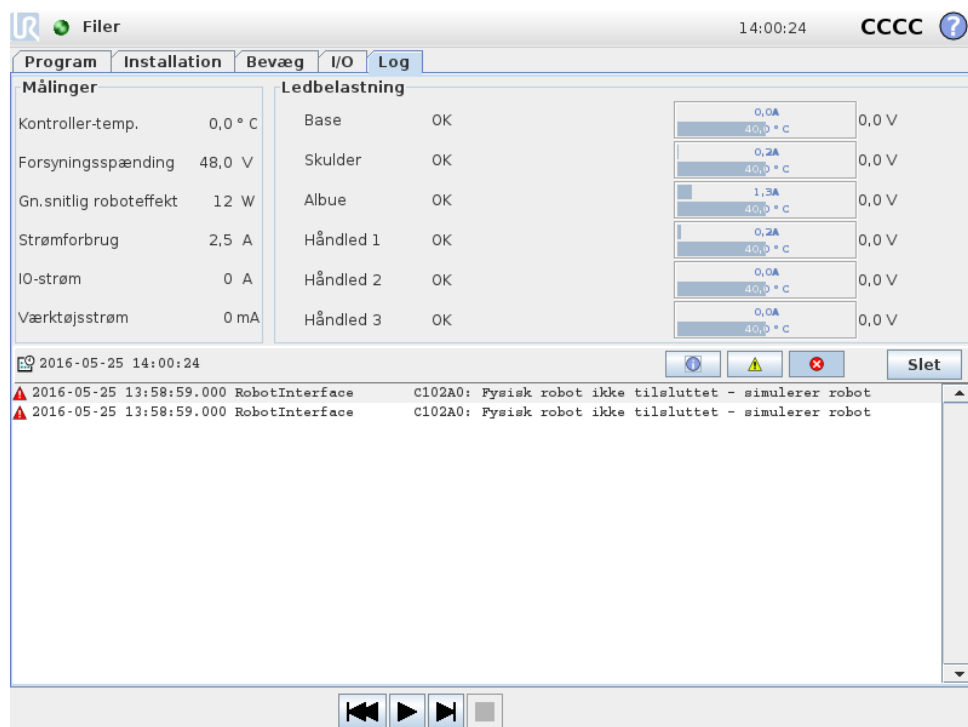 UR Filer 14:00:24 CCCC ?
Program Installation Bevæg I/O Log
Målinger
Kontroller-temp. 0,0 ° C
Forsyningsspænding 48,0 V
Gn.snitlig roboteffekt 12 W
Strømforbrug 2,5 A
IO-strøm 0 A
Værktøjsstrøm 0 mA
Ledbelastning
Base OK 0,0A 40,0 ° C 0,0 V
Skulder OK 0,2A 40,0 ° C 0,0 V
Albue OK 1,3A 40,0 ° C 0,0 V
Håndled 1 OK 0,2A 40,0 ° C 0,0 V
Håndled 2 OK 0,0A 40,0 ° C 0,0 V
Håndled 3 OK 0,0A 40,0 ° C 0,0 V
2016-05-25 14:00:24 Slet
2016-05-25 13:58:59.000 RobotInterface C102A0: Fysisk robot ikke tilsluttet - simulerer robot
2016-05-25 13:58:59.000 RobotInterface C102A0: Fysisk robot ikke tilsluttet - simulerer robot